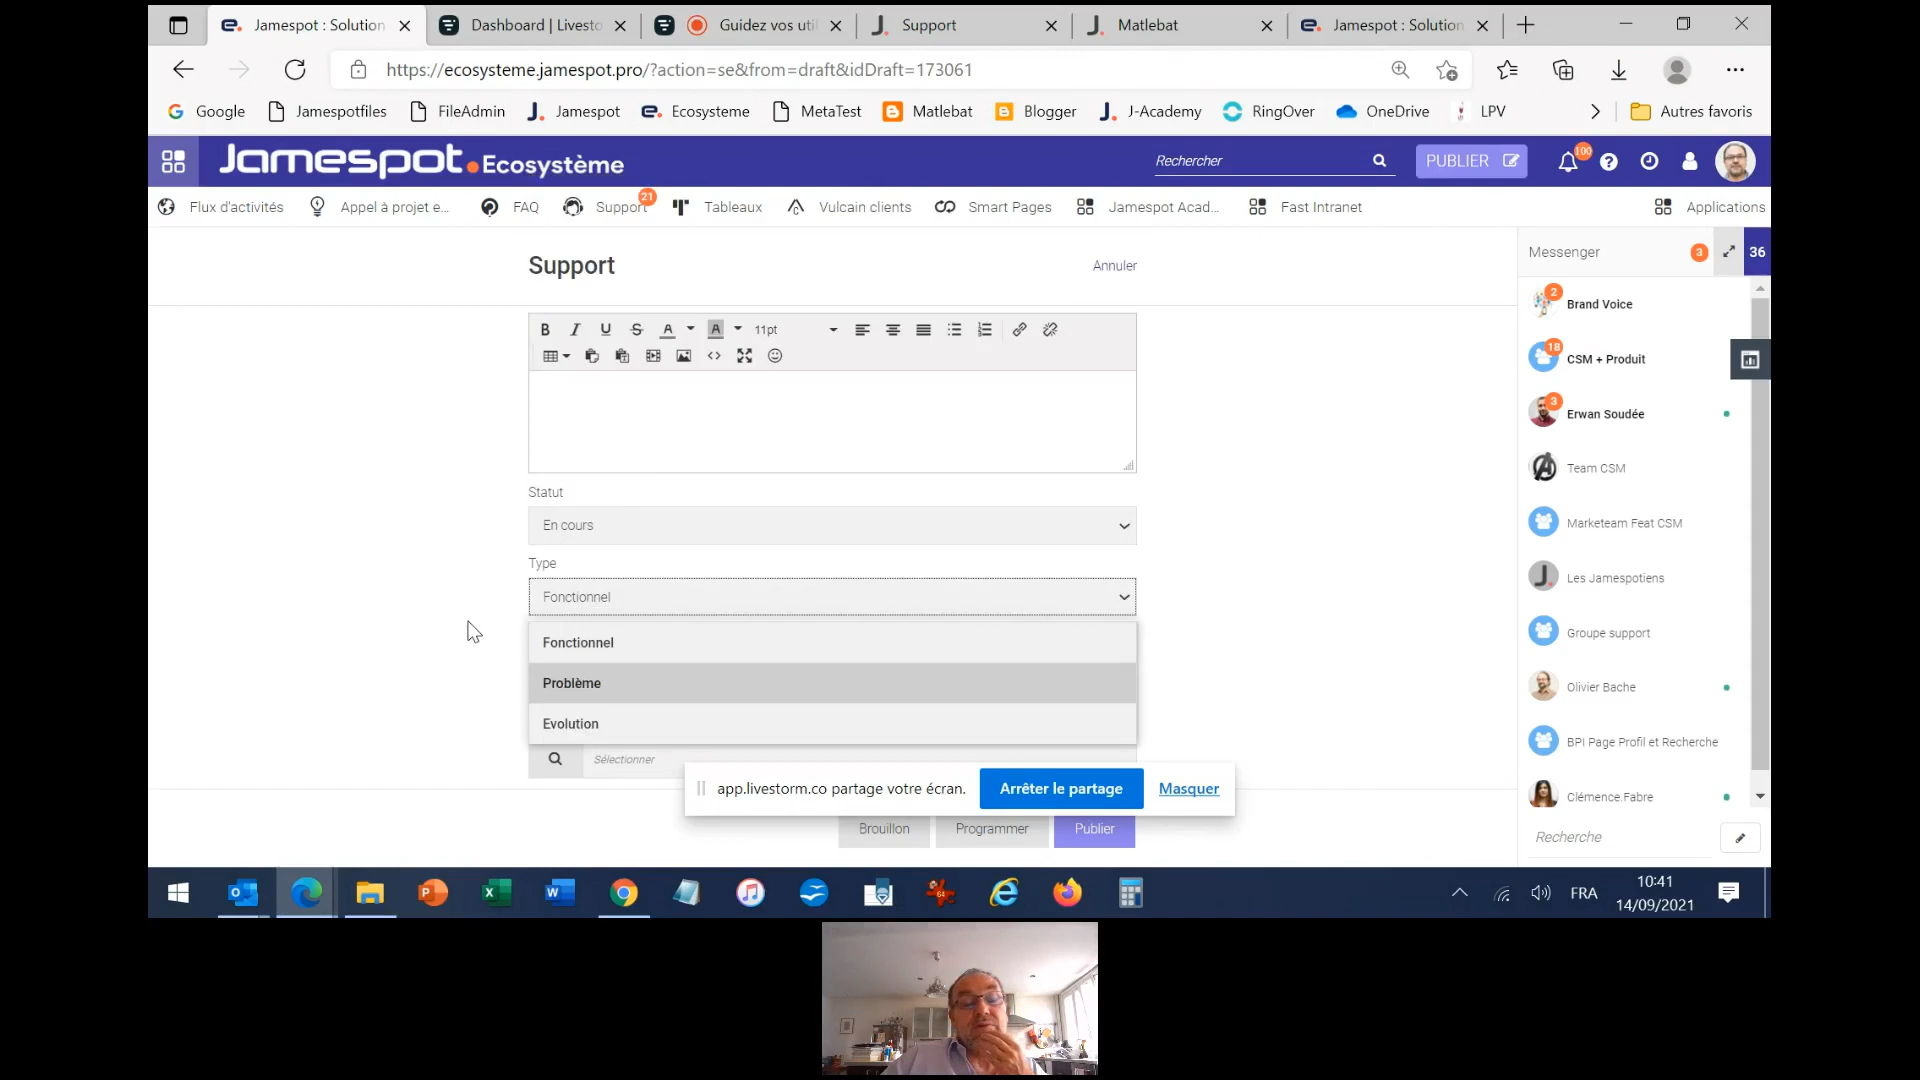 Jamespot : Solution
Dashboard | Livesto
Guidez vos uti
Support
Matlebat
Jamespot : Solution
https://ecosysteme.jamespot.pro/?action=se&from=draft&idDraft=173061
Google
Jamespotfiles
FileAdmin
Jamespot
Ecosysteme
MetaTest
Matlebat
Blogger
J-Academy
RingOver
OneDrive
LPV
Autres favoris
Jamespot.Ecosystème
Rechercher
PUBLIER
100
Flux d'activités
Appel à projet e...
FAQ
Support
21
Tableaux
Vulcain clients
Smart Pages
Jamespot Acad...
Fast Intranet
Applications
Support
Annuler
Messenger
3
36
B I U S A A 11pt
Statut
En cours
Type
Fonctionnel
Fonctionnel
Problème
Evolution
Sélectionner
app.livestorm.co partage votre écran.
Arrêter le partage
Masquer
Brouillon
Programmer
Publier
2
Brand Voice
18
CSM + Produit
3
Erwan Soudée
Team CSM
Marketeam Feat CSM
Les Jamespotiens
Groupe support
Olivier Bache
BPI Page Profil et Recherche
Clémence.Fabre
Recherche
FRA
10:41
14/09/2021